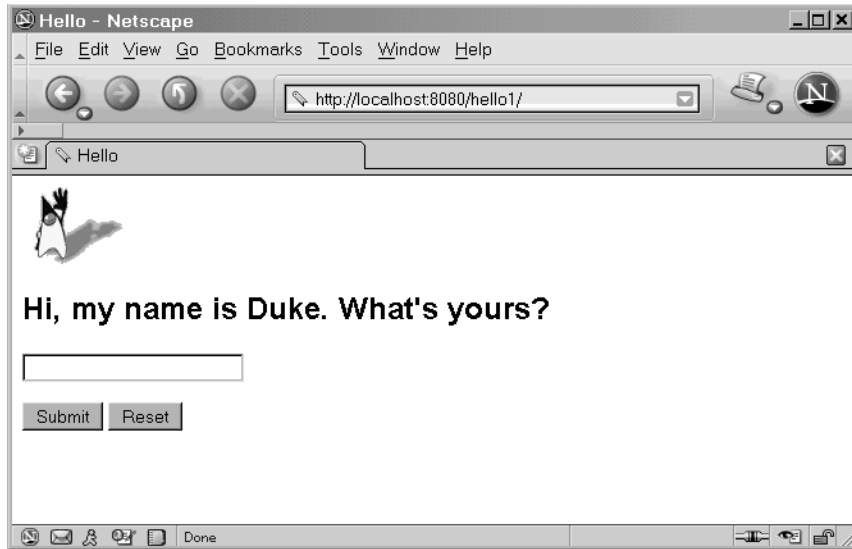 Hello - Netscape
File Edit View Go Bookmarks Tools Window Help
http://localhost:8080/hello1/
N
Hello
Hi, my name is Duke. What's yours?
Submit Reset
Done